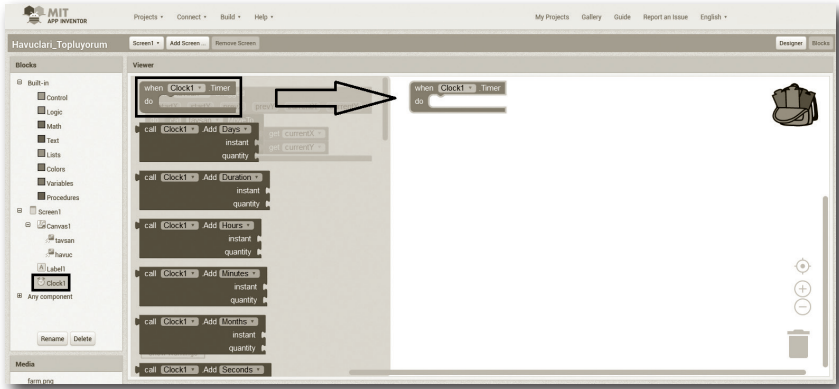 MIT
APP INVENTOR
Projects Connect Build Help
My Projects Gallery Guide Report an Issue English
Havuclari_Topluyorum
Screen1 Add Screen ... Remove Screen
Designer Blocks
Blocks
Viewer
Built-in
Control
Logic
Math
Text
Lists
Colors
Variables
Procedures
Screen1
Canvas1
tavsan
havuc
Label1
Clock1
Any component
Rename Delete
Media
farm.png
when Clock1 .Timer
do
call Clock1 .Add Days
instant
quantity
call Clock1 .Add Duration
instant
quantity
call Clock1 .Add Hours
instant
quantity
call Clock1 .Add Minutes
instant
quantity
call Clock1 .Add Months
instant
quantity
call Clock1 .Add Seconds
get currentX
get currentY
when Clock1 .Timer
do